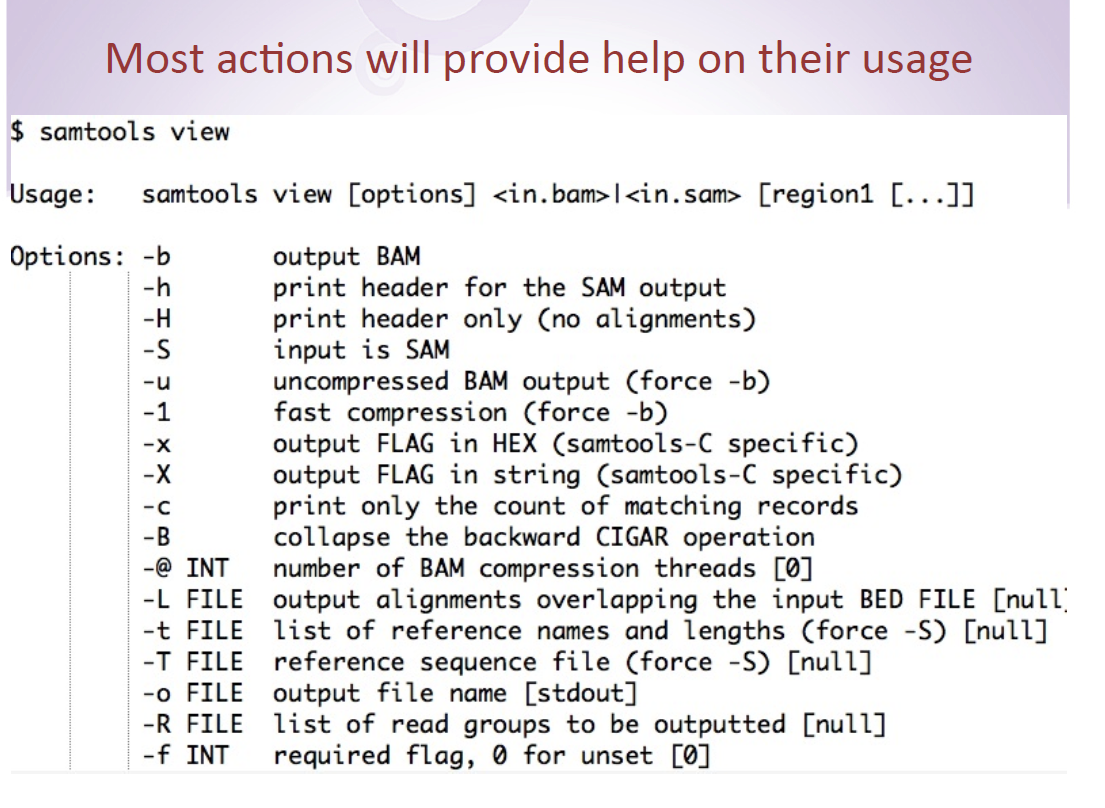 Most actions will provide help on their usage
$ samtools view
Usage: samtools view [options] <in.bam>|<in.sam> [region1 [...]]
Options: -b output BAM
-h print header for the SAM output
-H print header only (no alignments)
-S input is SAM
-u uncompressed BAM output (force -b)
-1 fast compression (force -b)
-x output FLAG in HEX (samtools-C specific)
-X output FLAG in string (samtools-C specific)
-c print only the count of matching records
-B collapse the backward CIGAR operation
-@ INT number of BAM compression threads [0]
-L FILE output alignments overlapping the input BED FILE [null]
-t FILE list of reference names and lengths (force -S) [null]
-T FILE reference sequence file (force -S) [null]
-o FILE output file name [stdout]
-R FILE list of read groups to be outputted [null]
-f INT required flag, 0 for unset [0]